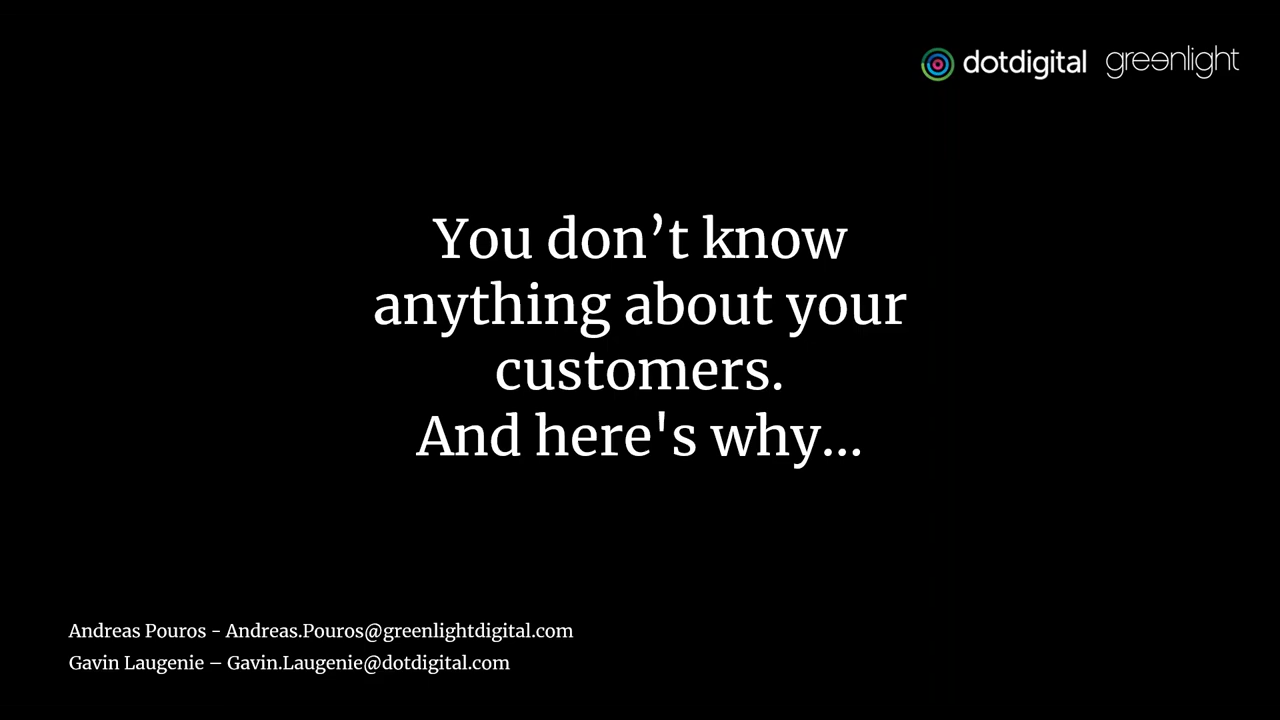 dotdigital greenlight
You don’t know
anything about your
customers.
And here's why...
Andreas Pouros - Andreas.Pouros@greenlightdigital.com
Gavin Laugenie – Gavin.Laugenie@dotdigital.com